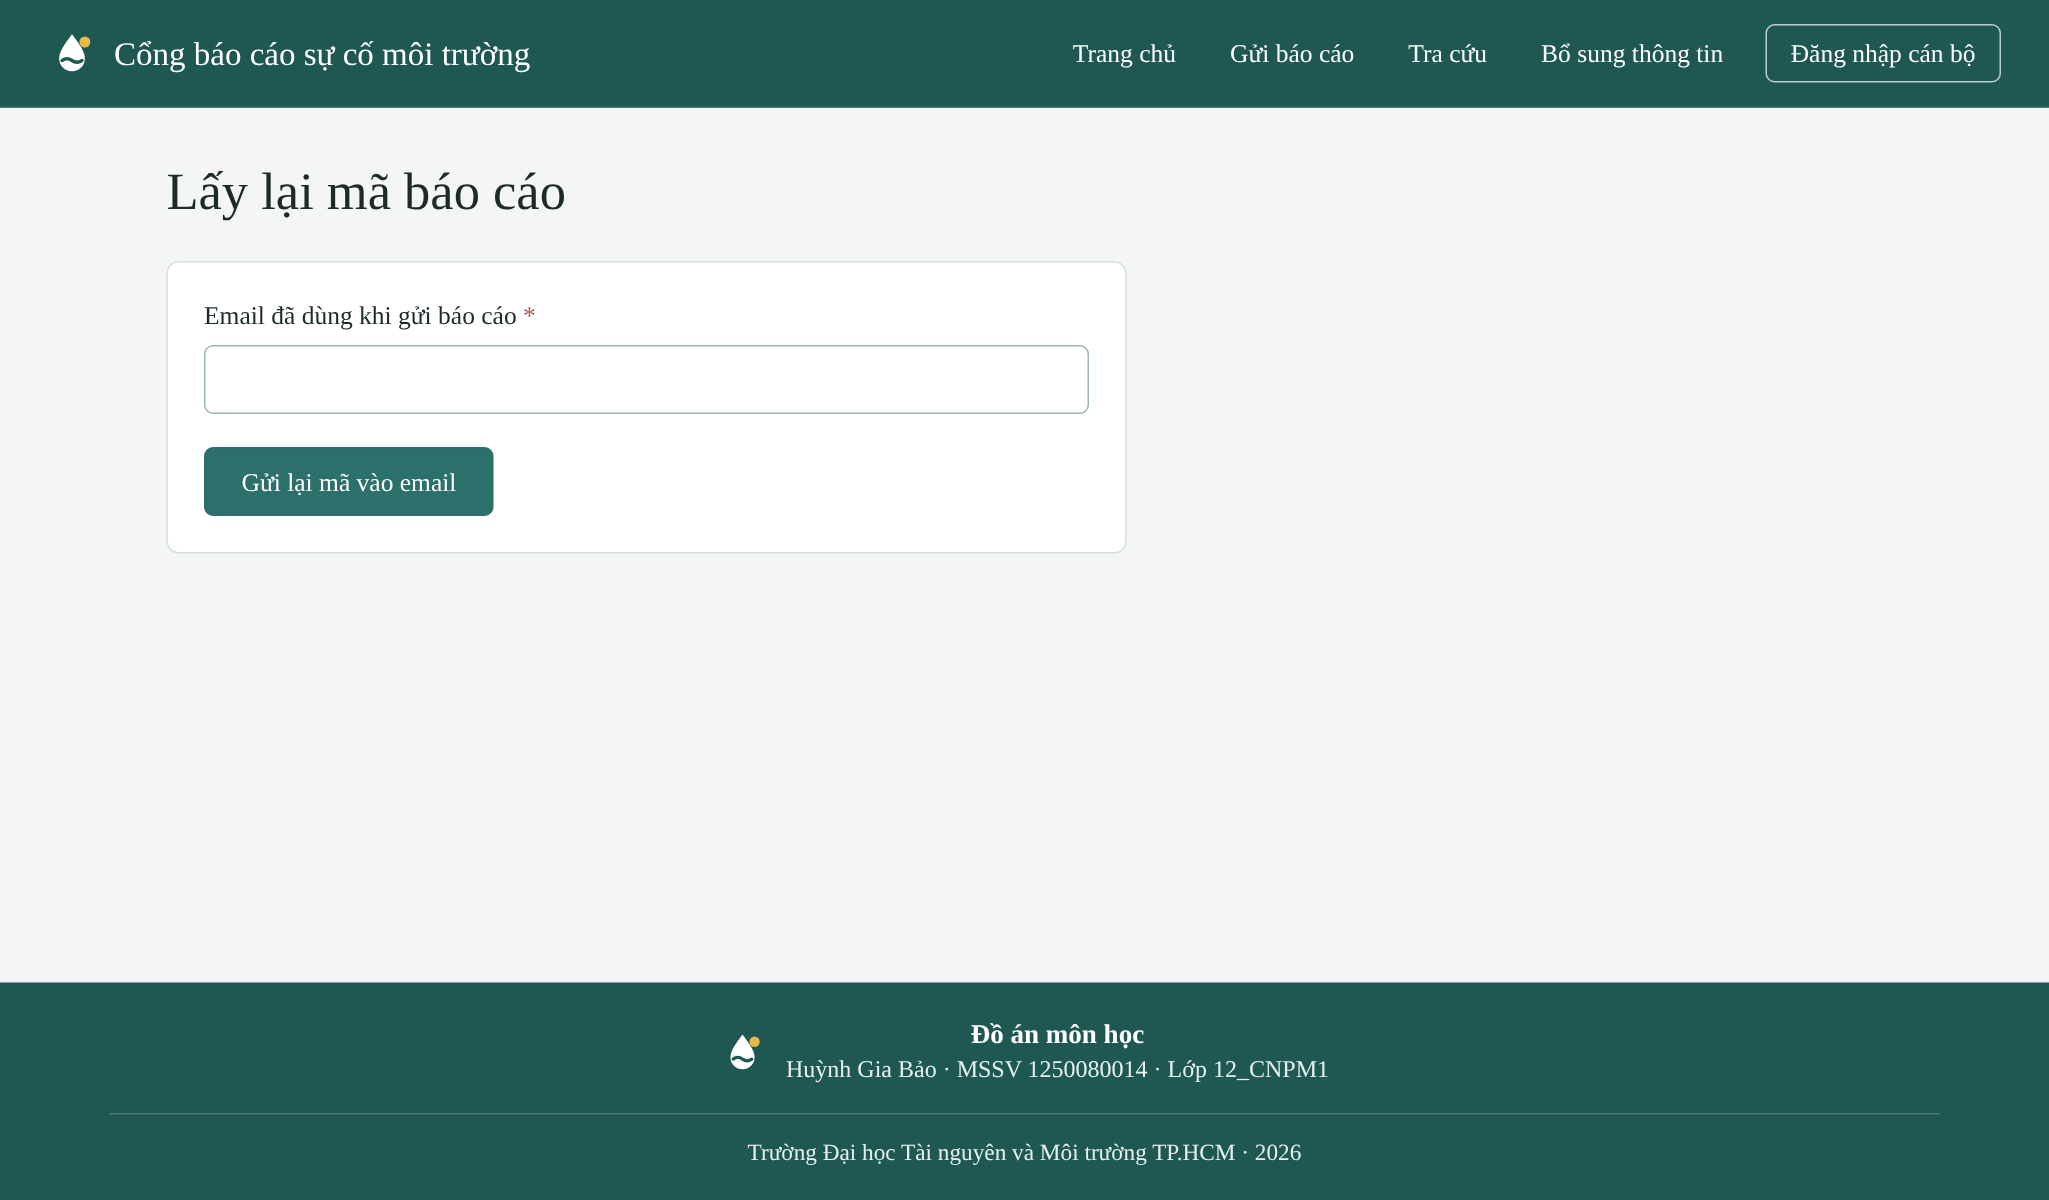 Cổng báo cáo sự cố môi trường
Trang chủ
Gửi báo cáo
Tra cứu
Bổ sung thông tin
Đăng nhập cán bộ
Lấy lại mã báo cáo
Email đã dùng khi gửi báo cáo *
Gửi lại mã vào email
Đồ án môn học
Huỳnh Gia Bảo · MSSV 1250080014 · Lớp 12_CNPM1
Trường Đại học Tài nguyên và Môi trường TP.HCM · 2026